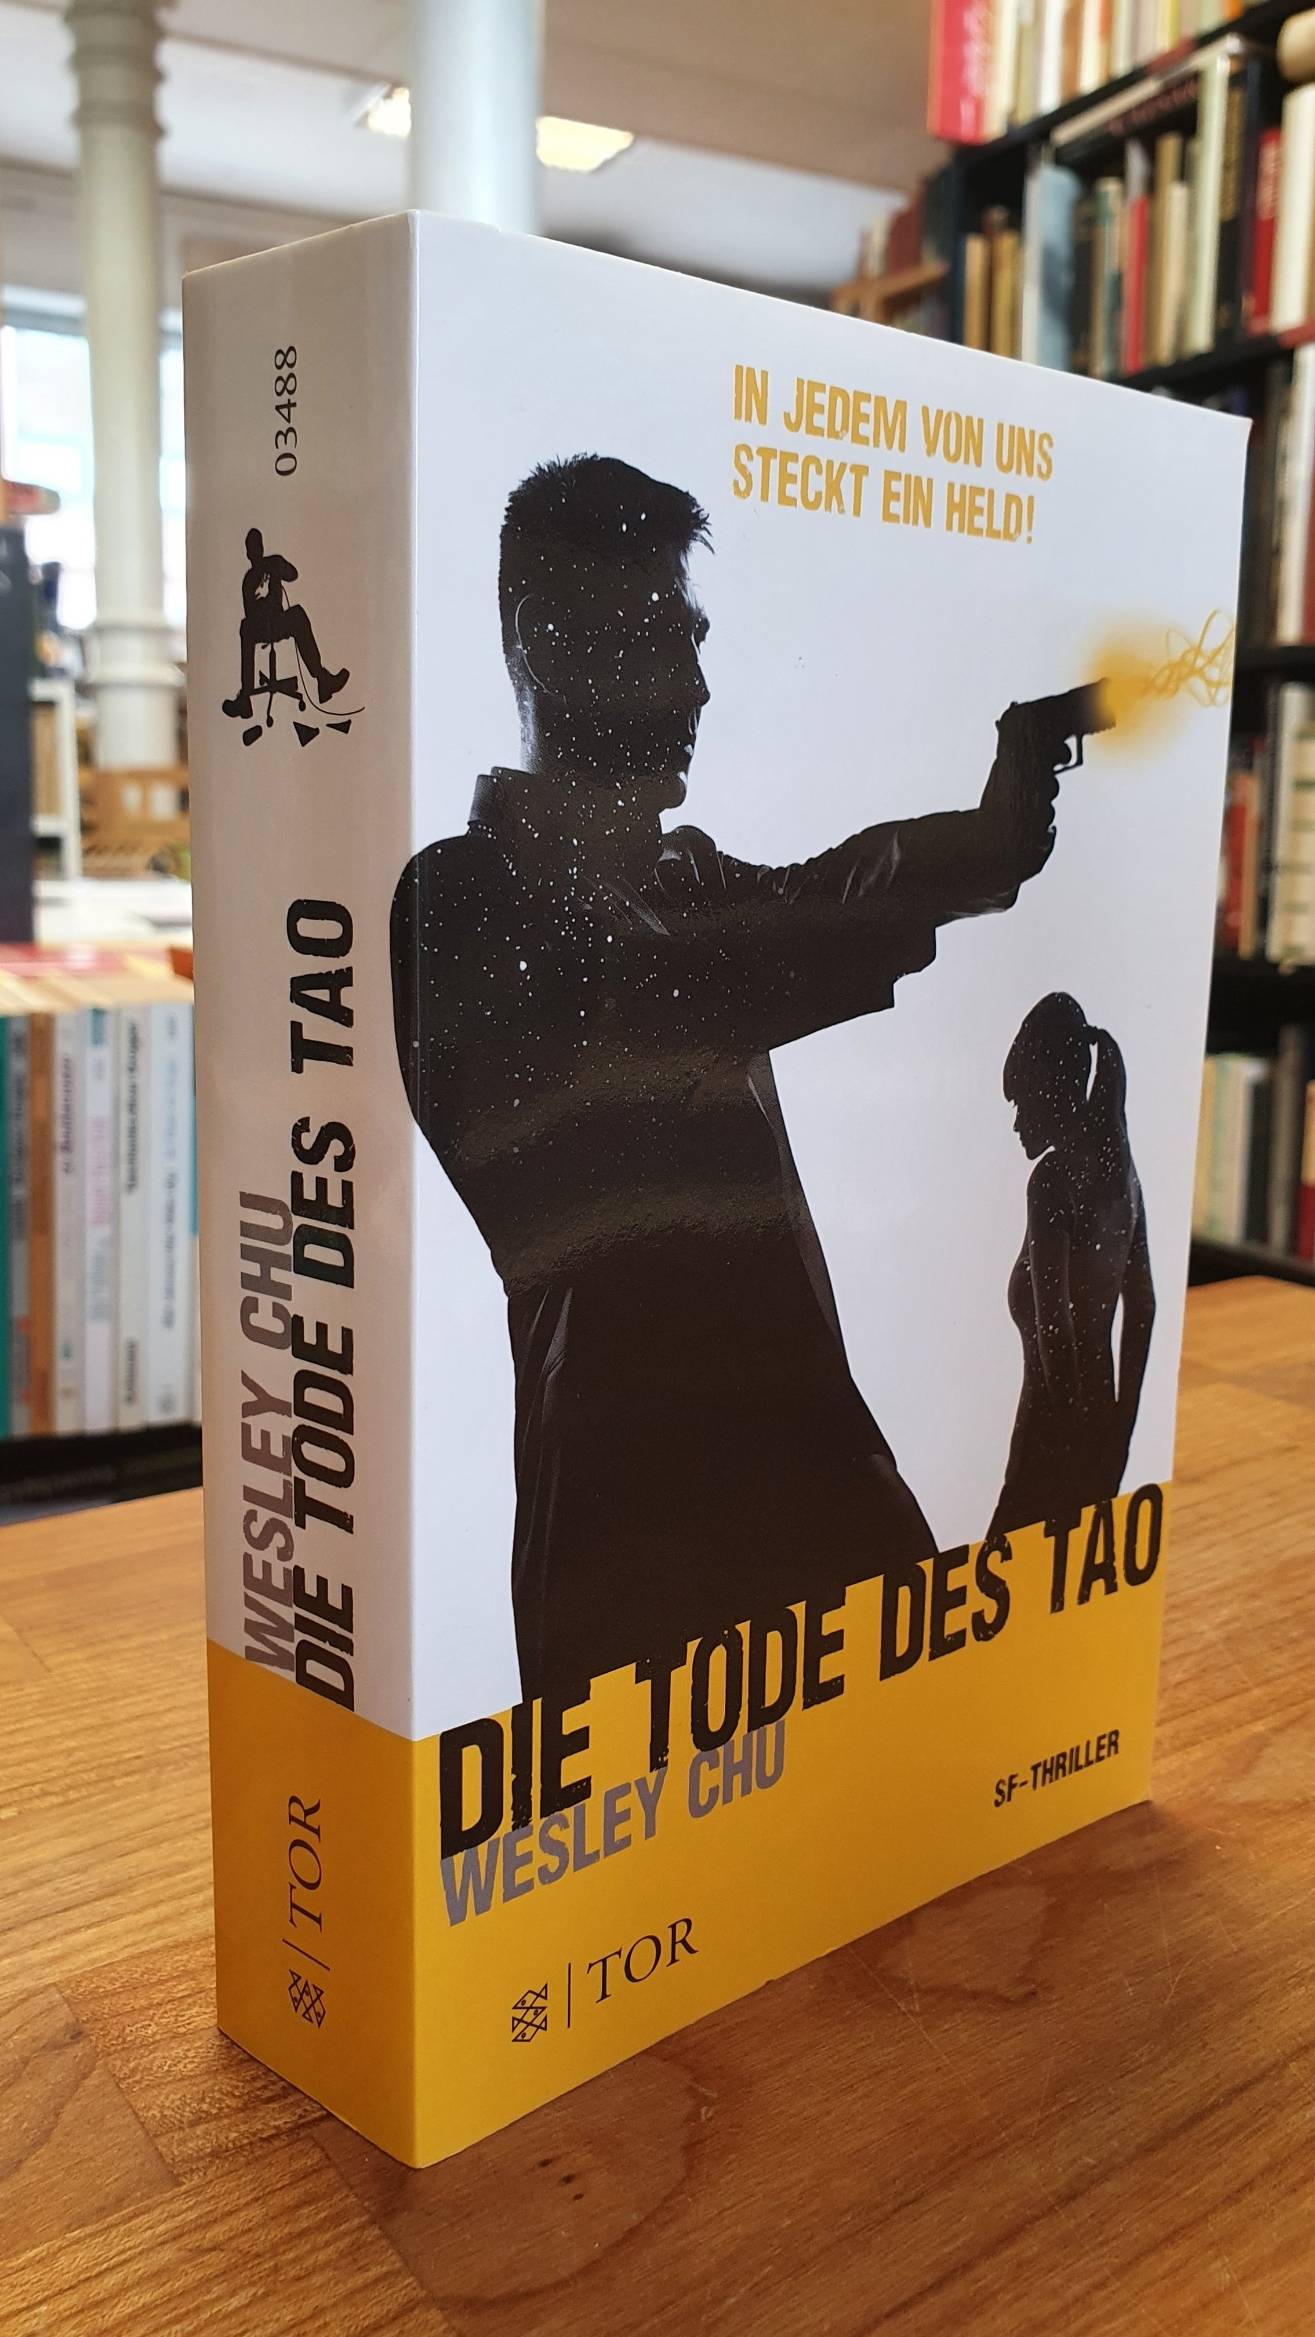 03488
WESLEY CHU
DIE TODE DES TAO
TOR
IN JEDEM VON UNS
STECKT EIN HELD!
DIE TODE DES TAO
WESLEY CHU
SF-THRILLER
TOR